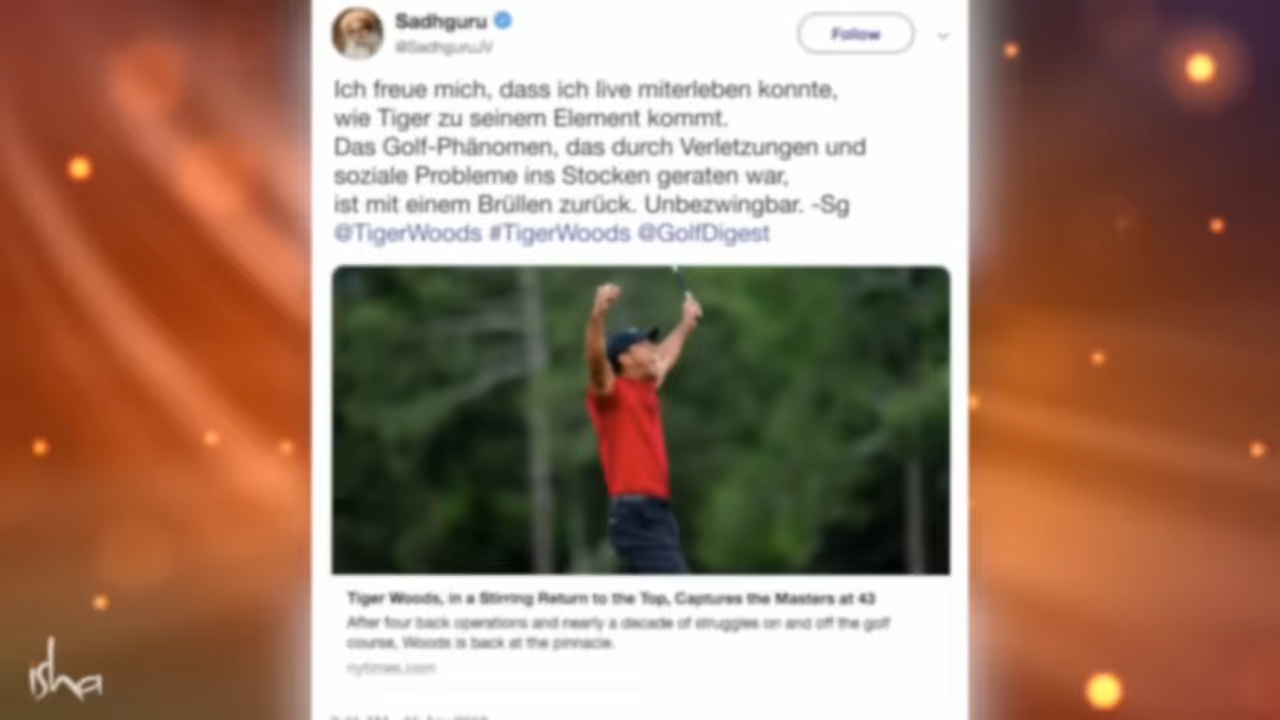 Sadhguru
@SadhguruJV
Follow
Ich freue mich, dass ich live miterleben konnte,
wie Tiger zu seinem Element kommt.
Das Golf-Phänomen, das durch Verletzungen und
soziale Probleme ins Stocken geraten war,
ist mit einem Brüllen zurück. Unbezwingbar. -Sg
@TigerWoods #TigerWoods @GolfDigest
Tiger Woods, in a Stirring Return to the Top, Captures the Masters at 43
After four back operations and nearly a decade of struggles on and off the golf
course, Woods is back at the pinnacle.
nytimes.com
isha